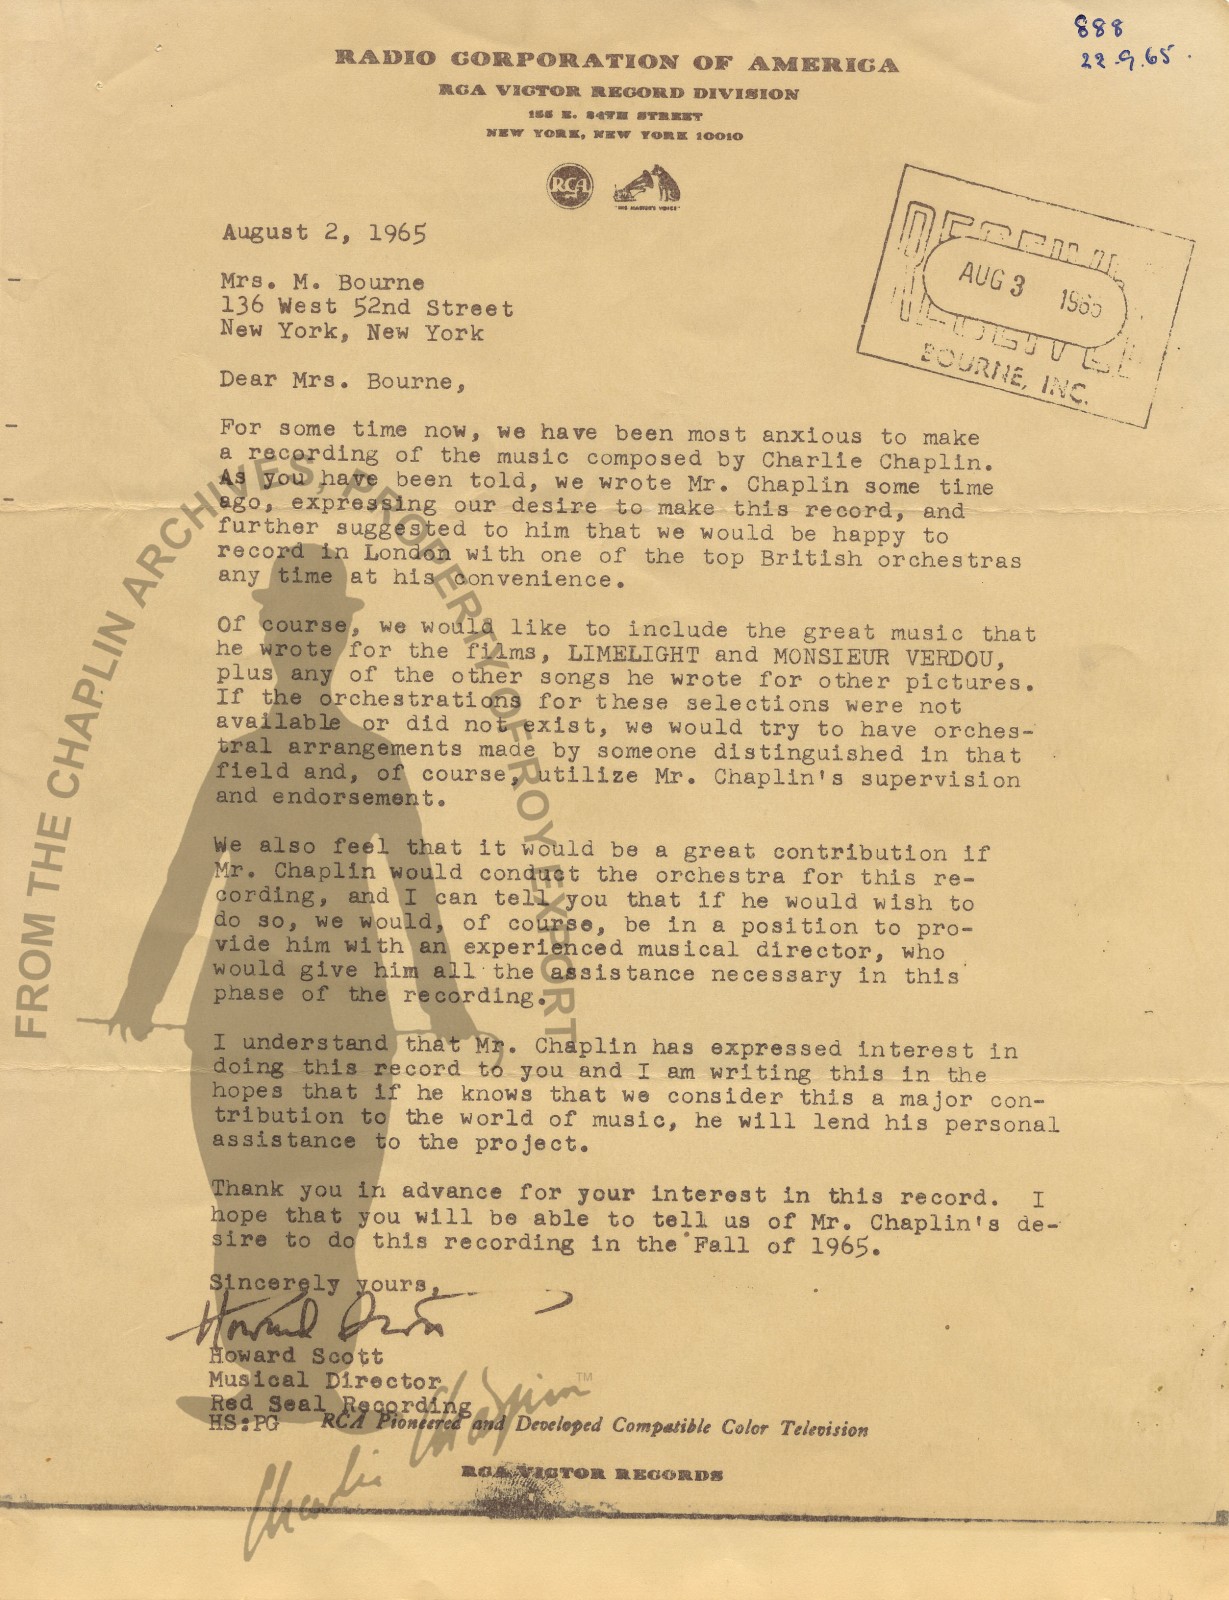 888
22.9.65.
RADIO CORPORATION OF AMERICA
RCA VICTOR RECORD DIVISION
155 E. 24TH STREET
NEW YORK, NEW YORK 10010
RCA
"HIS MASTER'S VOICE"
RECEIVED
AUG 3 1965
BOURNE, INC.
August 2, 1965
Mrs. M. Bourne
136 West 52nd Street
New York, New York
Dear Mrs. Bourne,
For some time now, we have been most anxious to make
a recording of the music composed by Charlie Chaplin.
As you have been told, we wrote Mr. Chaplin some time
ago, expressing our desire to make this record, and
further suggested to him that we would be happy to
record in London with one of the top British orchestras
any time at his convenience.
Of course, we would like to include the great music that
he wrote for the films, LIMELIGHT and MONSIEUR VERDOU,
plus any of the other songs he wrote for other pictures.
If the orchestrations for these selections were not
available or did not exist, we would try to have orches-
tral arrangements made by someone distinguished in that
field and, of course, utilize Mr. Chaplin's supervision
and endorsement.
We also feel that it would be a great contribution if
Mr. Chaplin would conduct the orchestra for this re-
cording, and I can tell you that if he would wish to
do so, we would, of course, be in a position to pro-
vide him with an experienced musical director, who
would give him all the assistance necessary in this
phase of the recording.
I understand that Mr. Chaplin has expressed interest in
doing this record to you and I am writing this in the
hopes that if he knows that we consider this a major con-
tribution to the world of music, he will lend his personal
assistance to the project.
Thank you in advance for your interest in this record. I
hope that you will be able to tell us of Mr. Chaplin's de-
sire to do this recording in the Fall of 1965.
Sincerely yours,
Howard Scott
Howard Scott
Musical Director
Red Seal Recording
HS:PG RCA Pioneered and Developed Compatible Color Television
RCA VICTOR RECORDS
FROM THE CHAPLIN ARCHIVES, PROPERTY OF ROY EXPORT
Charlie Chaplin™